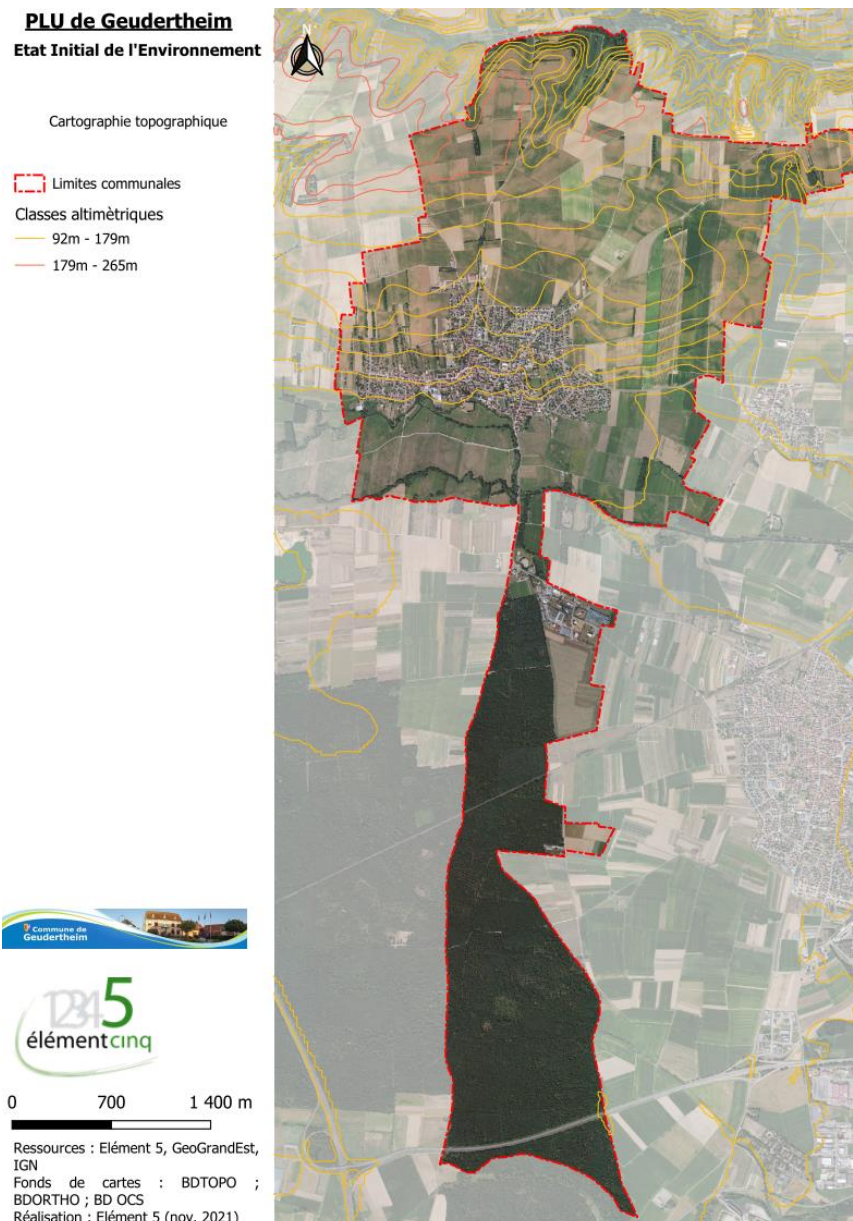 PLU de Geudertheim
Etat Initial de l'Environnement
Cartographie topographique
Limites communales
Classes altimètriques
92m - 179m
179m - 265m
N
Commune de
Geudertheim
12345
élémentcinq
0 700 1 400 m
Ressources : Elément 5, GeoGrandEst,
IGN
Fonds de cartes : BDTOPO ;
BDORTHO ; BD OCS
Réalisation : Elément 5 (nov. 2021)